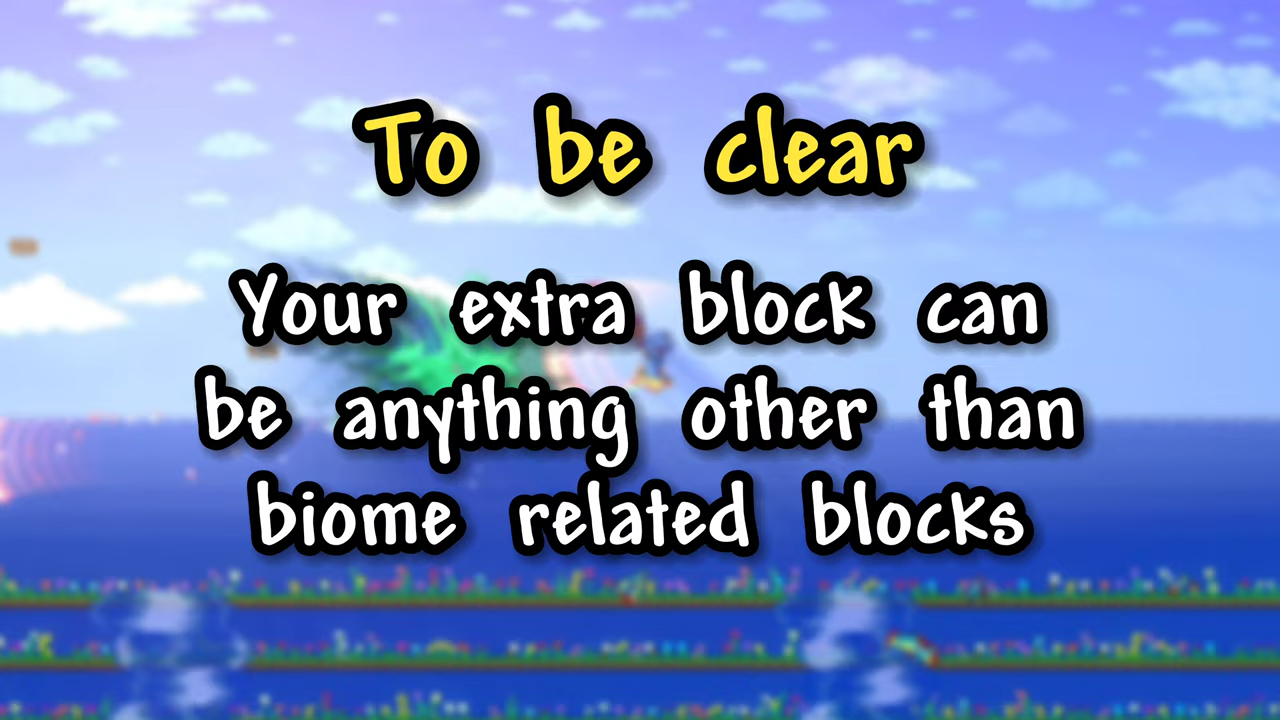 To be clear
Your extra block can
be anything other than
biome related blocks